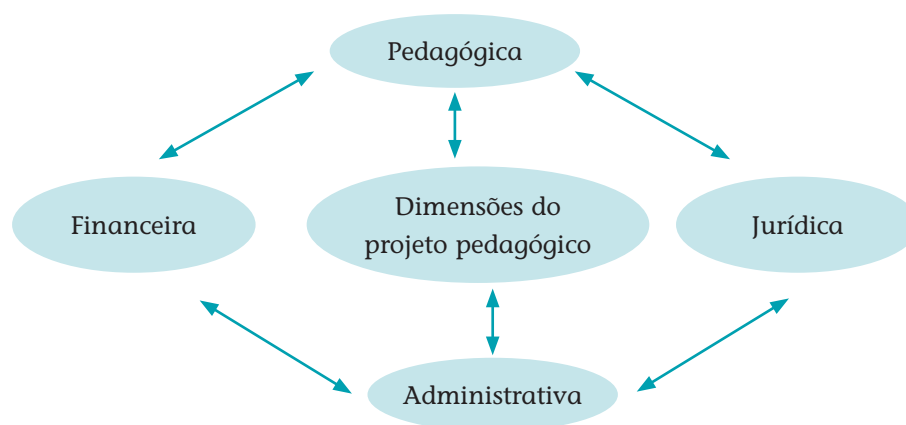 Pedagógica
Financeira
Dimensões do
projeto pedagógico
Jurídica
Administrativa